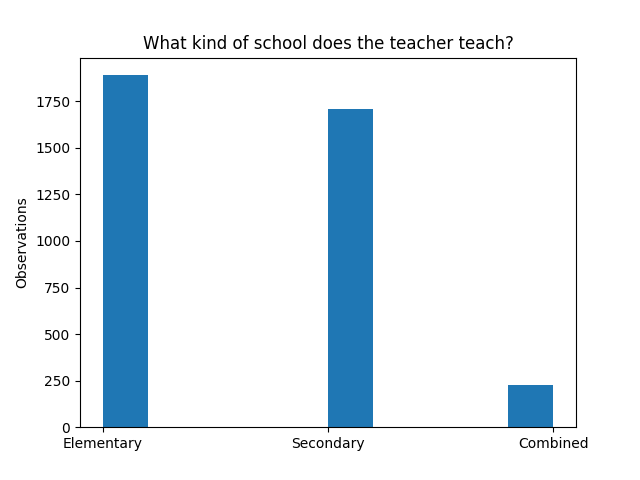 What kind of school does the teacher teach?
Observations
1750
1500
1250
1000
750
500
250
0
Elementary Secondary Combined